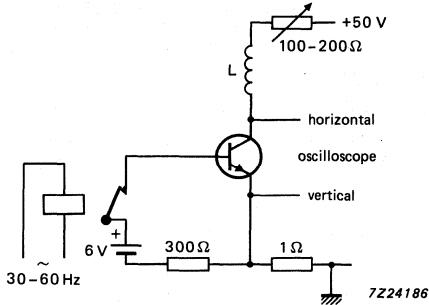 +50 V
100–200Ω
L
horizontal
oscilloscope
vertical
+
6 V
300Ω
1Ω
~
30–60 Hz
7Z24186